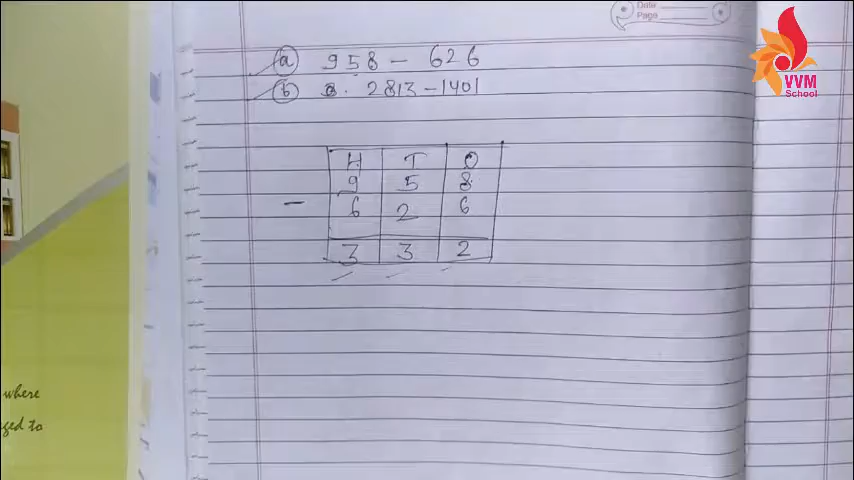 Date
Page
VVM
School
ⓐ 958 - 626
ⓑ 2813 - 1401
H T O
9 5 8
- 6 2 6
3 3 2
where
ged to